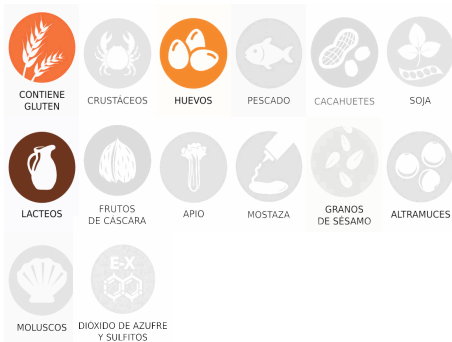 CONTIENE
GLUTEN
CRUSTÁCEOS
HUEVOS
PESCADO
CACAHUETES
SOJA
LACTEOS
FRUTOS
DE CÁSCARA
APIO
MOSTAZA
GRANOS
DE SÉSAMO
ALTRAMUCES
MOLUSCOS
E-X
DIÓXIDO DE AZUFRE
Y SULFITOS